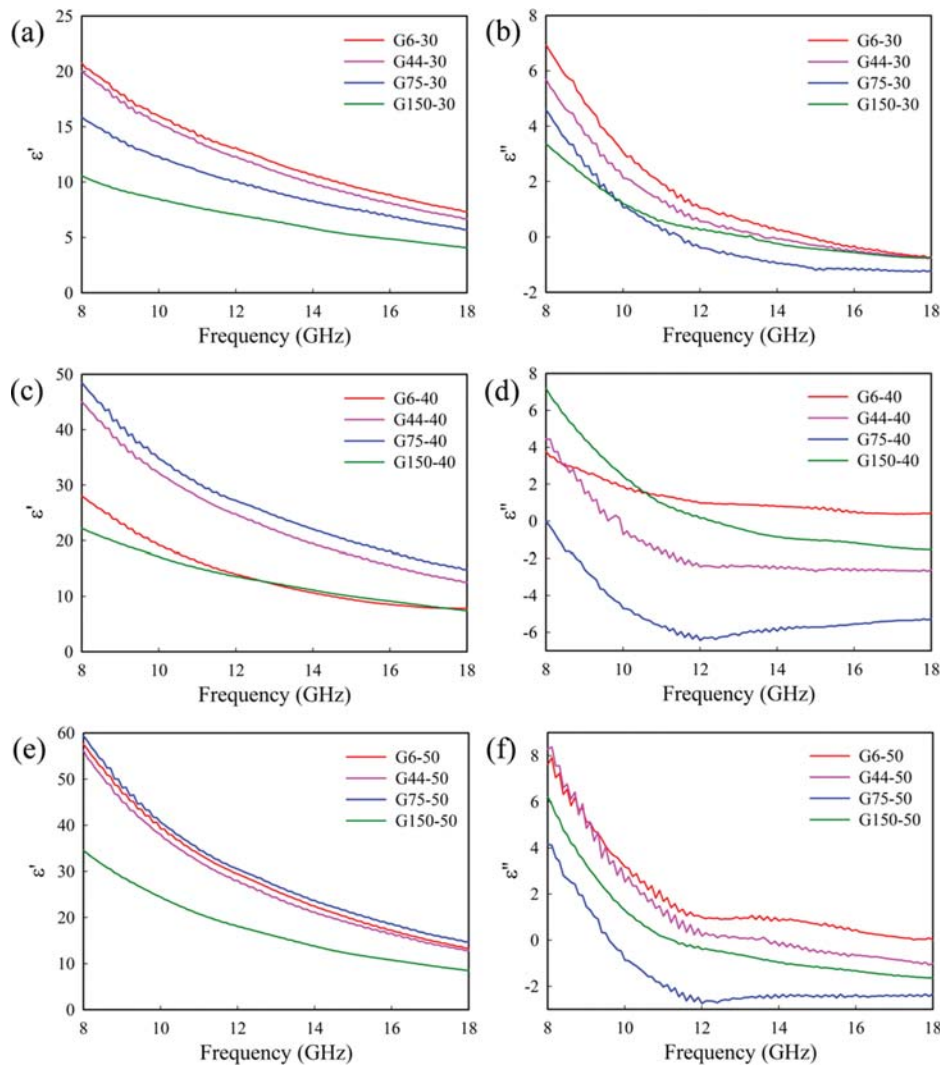 (a)
25
20
15
10
5
0
ε'
G6-30
G44-30
G75-30
G150-30
8 10 12 14 16 18
Frequency (GHz)
(b)
8
6
4
2
0
-2
ε"
G6-30
G44-30
G75-30
G150-30
8 10 12 14 16 18
Frequency (GHz)
(c)
50
40
30
20
10
0
ε'
G6-40
G44-40
G75-40
G150-40
8 10 12 14 16 18
Frequency (GHz)
(d)
8
6
4
2
0
-2
-4
-6
ε"
G6-40
G44-40
G75-40
G150-40
8 10 12 14 16 18
Frequency (GHz)
(e)
60
50
40
30
20
10
0
ε'
G6-50
G44-50
G75-50
G150-50
8 10 12 14 16 18
Frequency (GHz)
(f)
8
6
4
2
0
-2
ε"
G6-50
G44-50
G75-50
G150-50
8 10 12 14 16 18
Frequency (GHz)